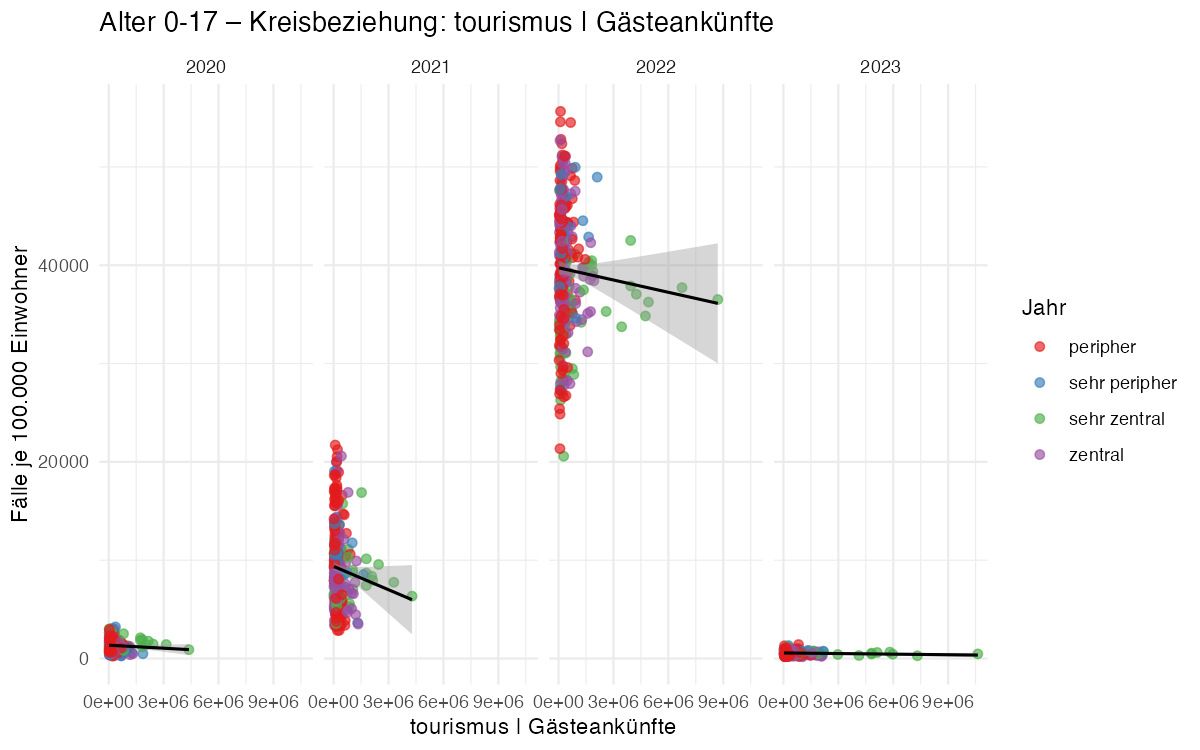 Alter 0-17 – Kreisbeziehung: tourismus | Gästeankünfte
2020 2021 2022 2023
Fälle je 100.000 Einwohner
40000
20000
0
0e+00 3e+06 6e+06 9e+06 0e+00 3e+06 6e+06 9e+06 0e+00 3e+06 6e+06 9e+06 0e+00 3e+06 6e+06 9e+06
tourismus | Gästeankünfte
Jahr
peripher
sehr peripher
sehr zentral
zentral